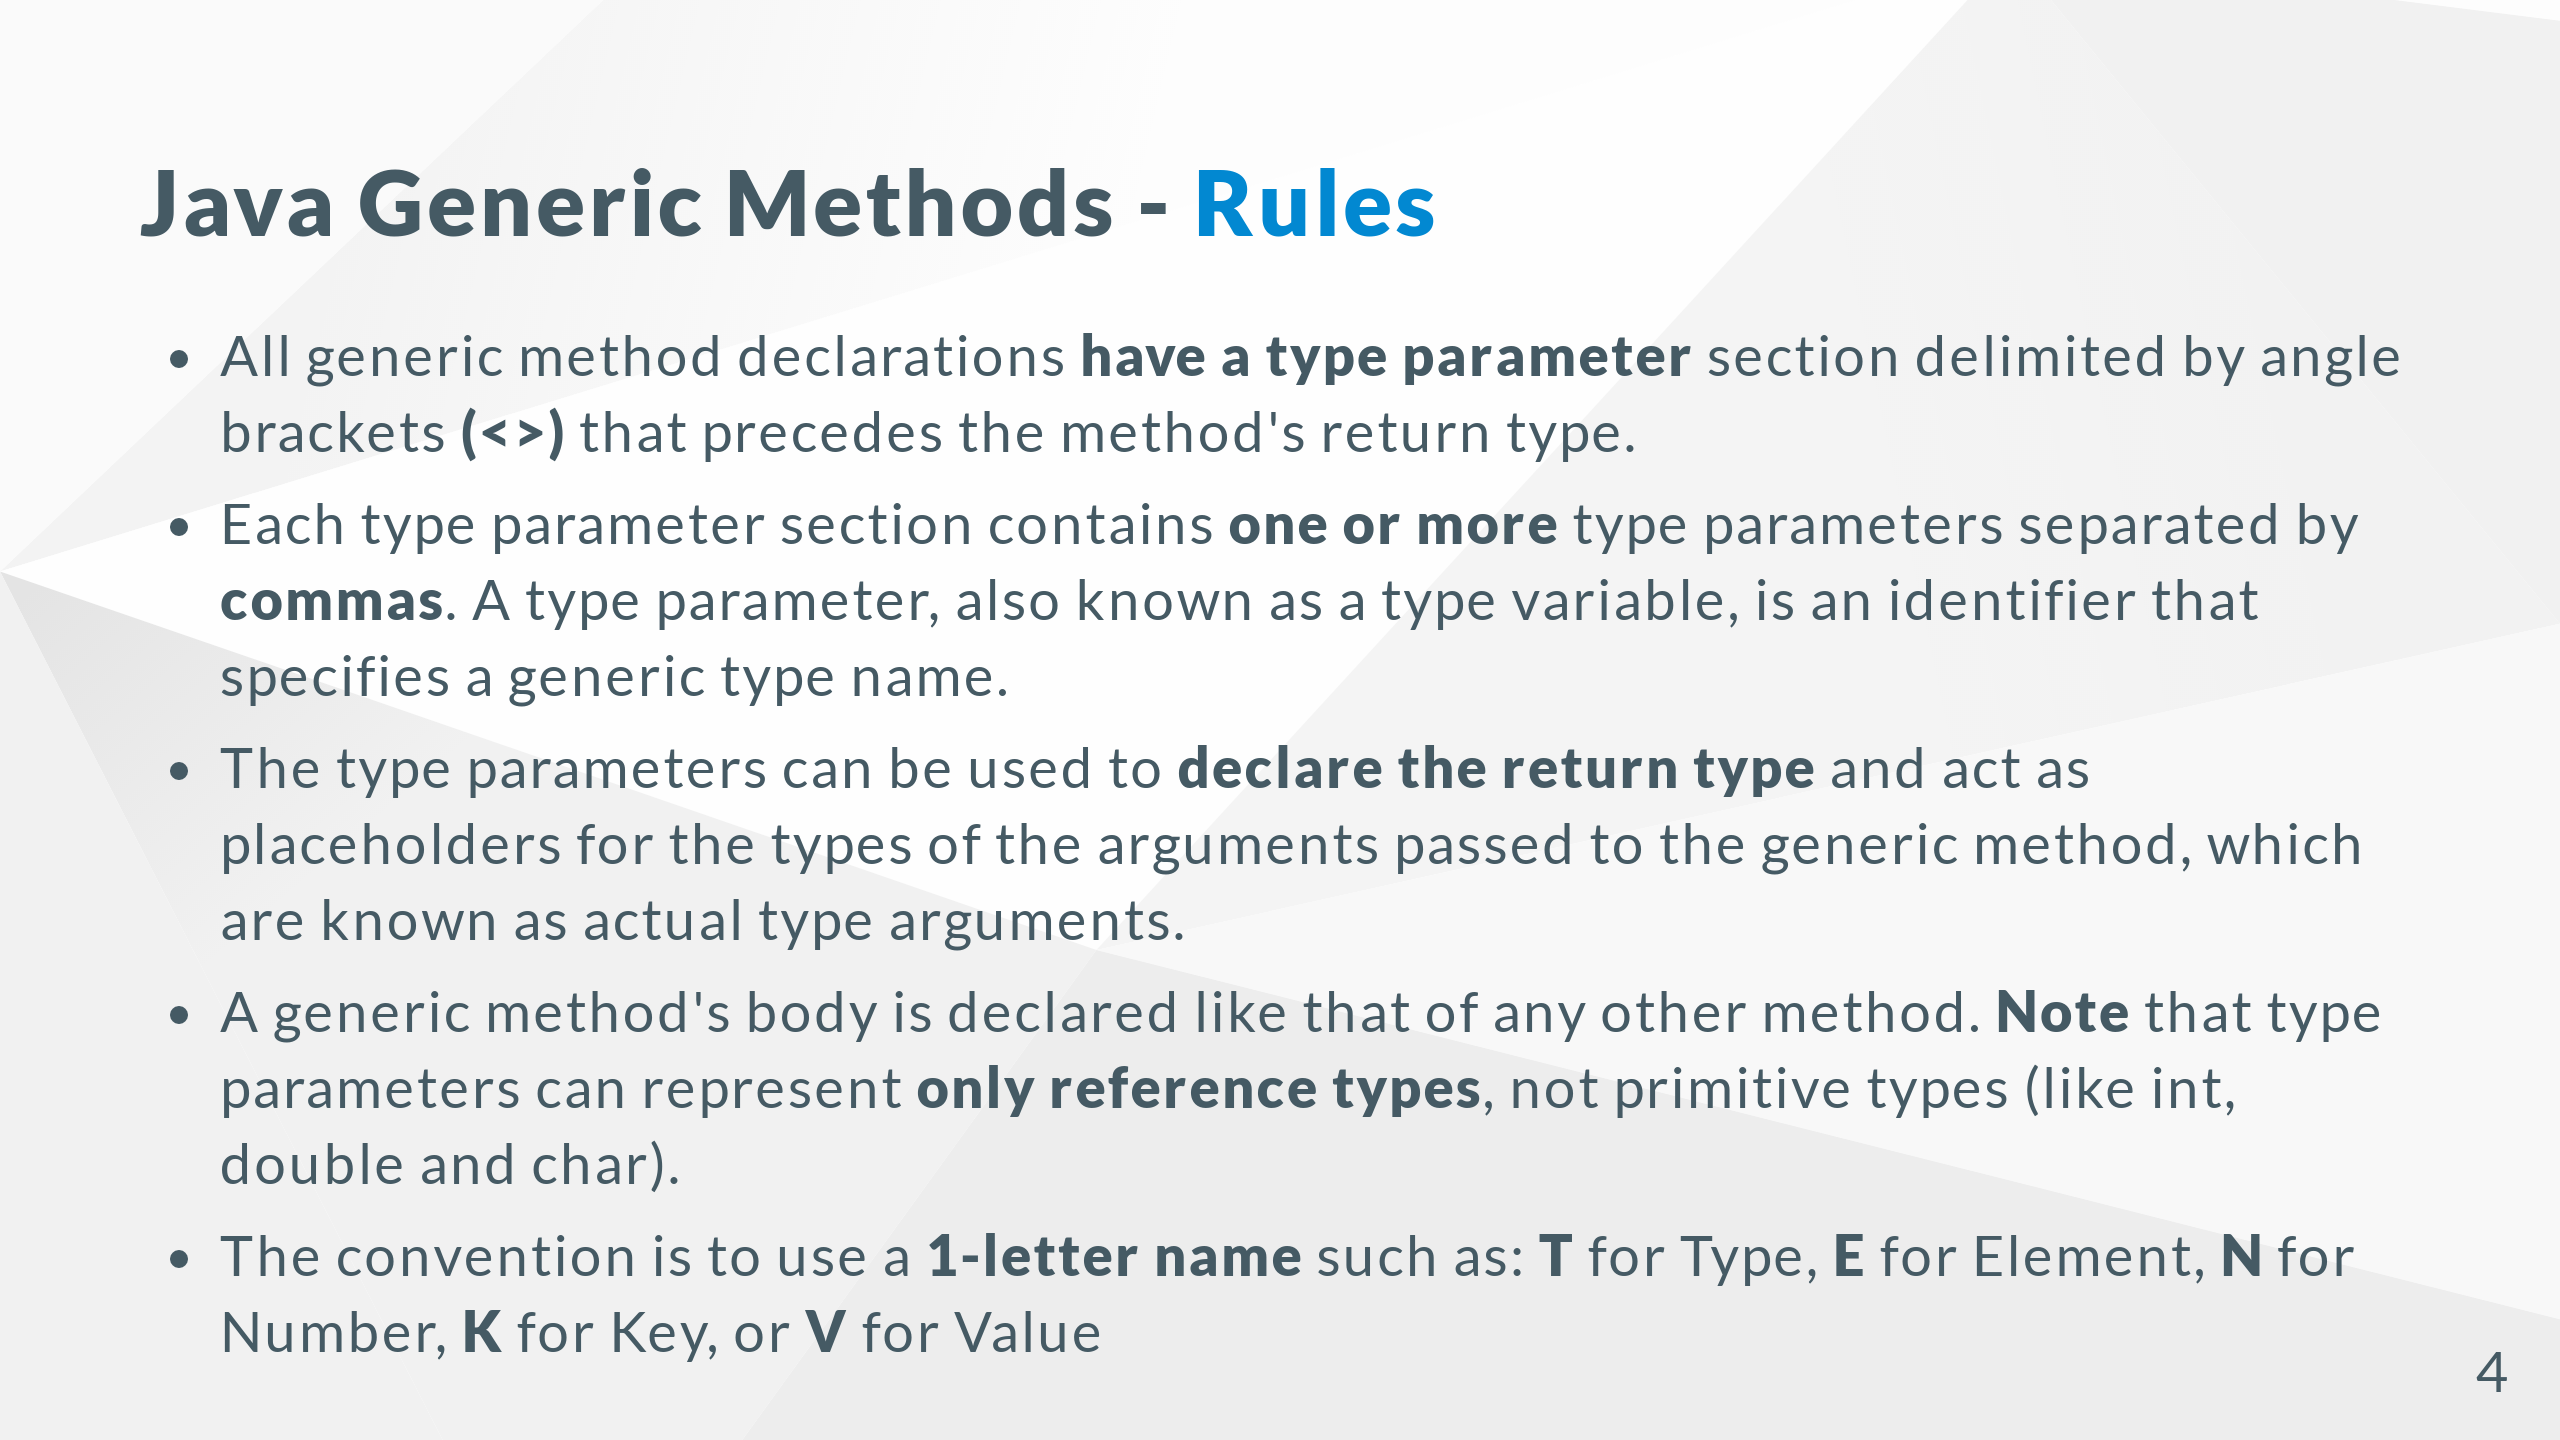 Java Generic Methods - Rules
• All generic method declarations have a type parameter section delimited by angle
brackets (<>) that precedes the method's return type.
• Each type parameter section contains one or more type parameters separated by
commas. A type parameter, also known as a type variable, is an identifier that
specifies a generic type name.
• The type parameters can be used to declare the return type and act as
placeholders for the types of the arguments passed to the generic method, which
are known as actual type arguments.
• A generic method's body is declared like that of any other method. Note that type
parameters can represent only reference types, not primitive types (like int,
double and char).
• The convention is to use a 1-letter name such as: T for Type, E for Element, N for
Number, K for Key, or V for Value
4